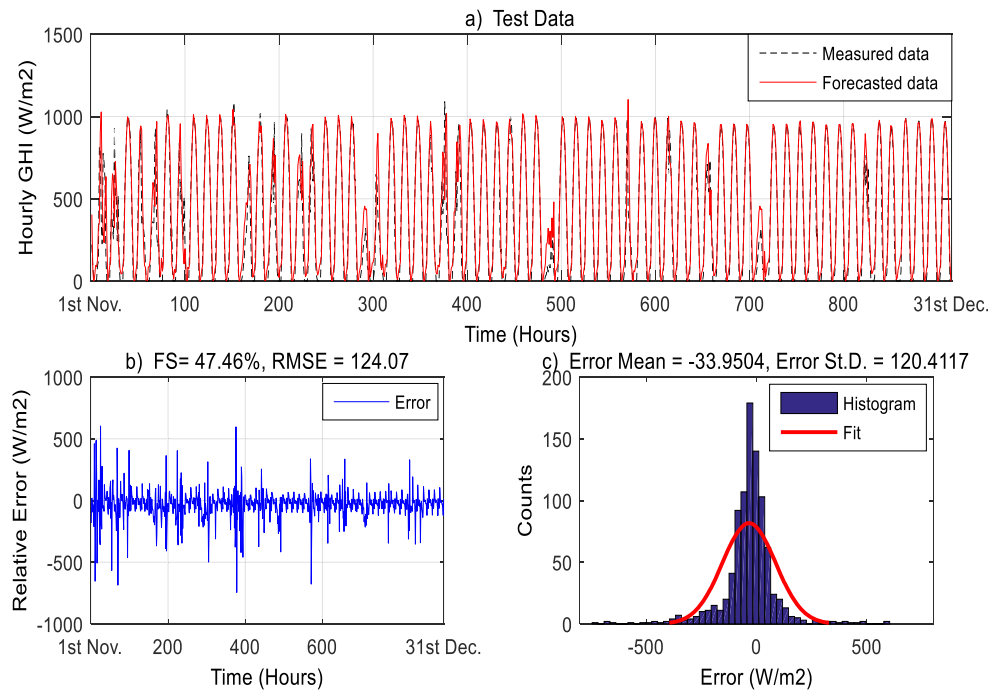 a)  Test Data
1500
1000
500
0
Hourly GHI (W/m2)
Measured data
Forecasted data
1st Nov. 100 200 300 400 500 600 700 800 31st Dec.
Time (Hours)
b)  FS= 47.46%, RMSE = 124.07
1000
500
0
-500
-1000
Relative Error (W/m2)
Error
1st Nov. 200 400 600 31st Dec.
Time (Hours)
c)  Error Mean = -33.9504, Error St.D. = 120.4117
200
150
100
50
0
Counts
Histogram
Fit
-500 0 500
Error (W/m2)